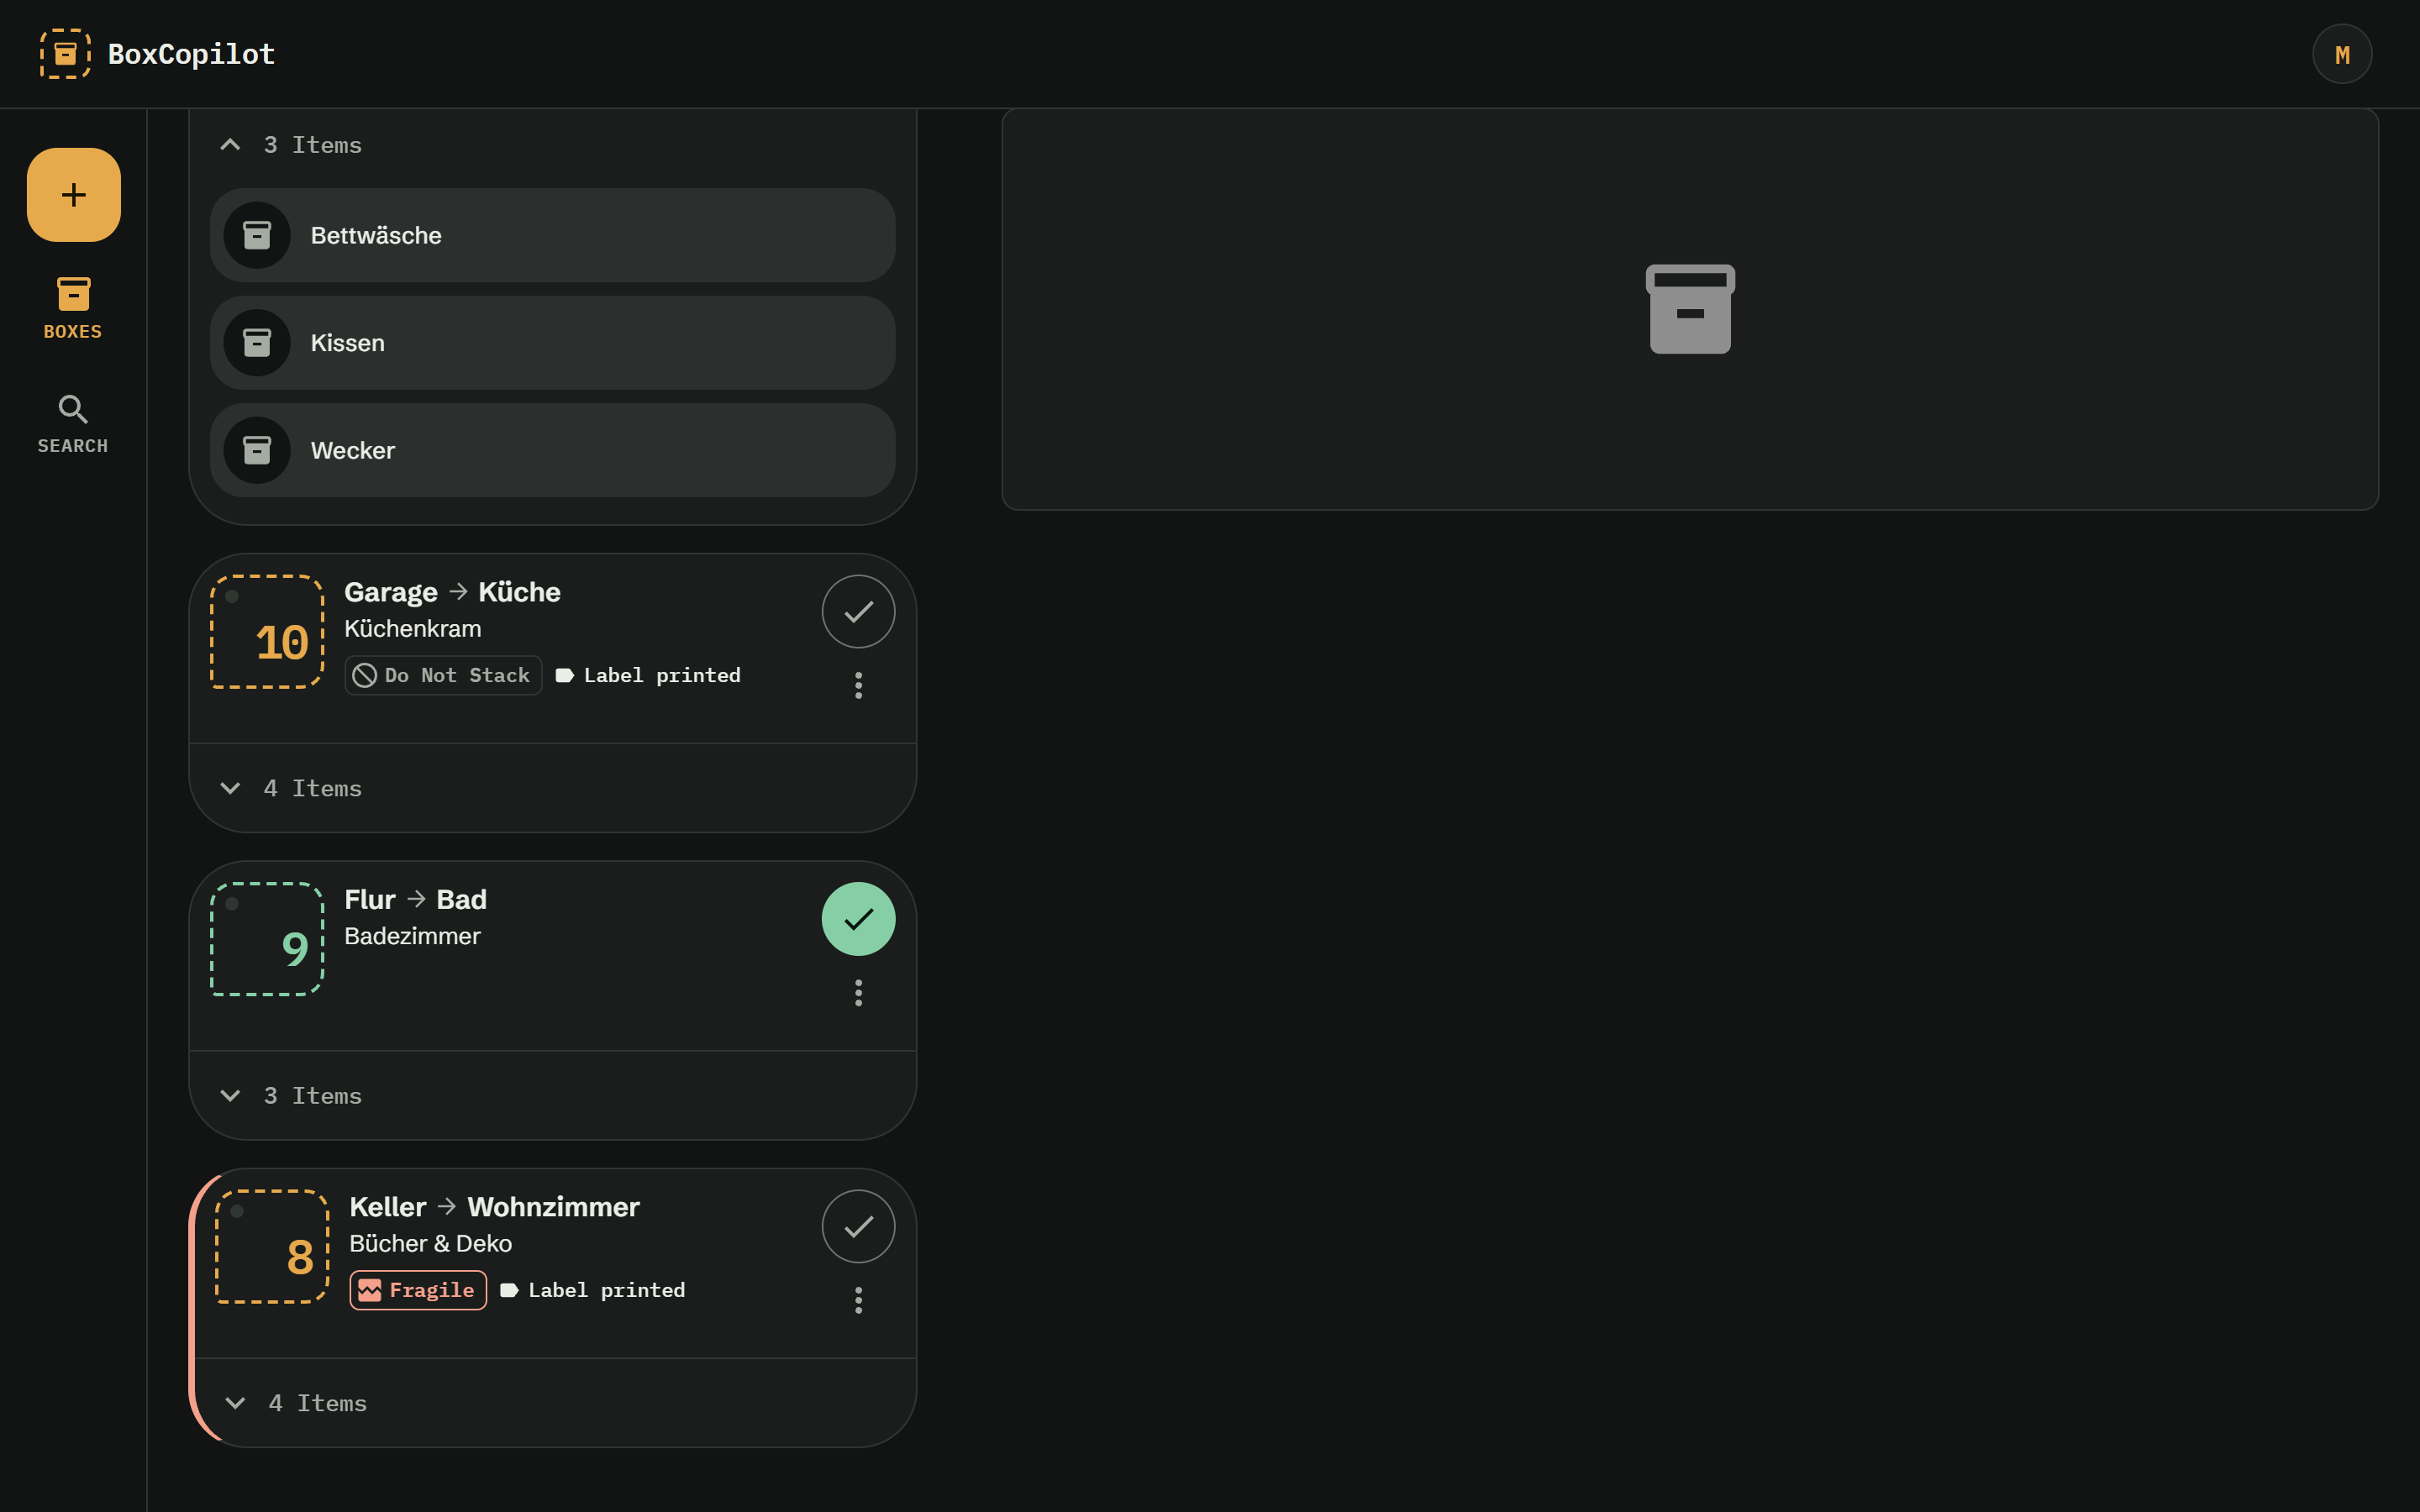 BoxCopilot
M
BOXES
SEARCH
3 Items
Bettwäsche
Kissen
Wecker
10
Garage → Küche
Küchenkram
Do Not Stack
Label printed
4 Items
9
Flur → Bad
Badezimmer
3 Items
8
Keller → Wohnzimmer
Bücher & Deko
Fragile
Label printed
4 Items